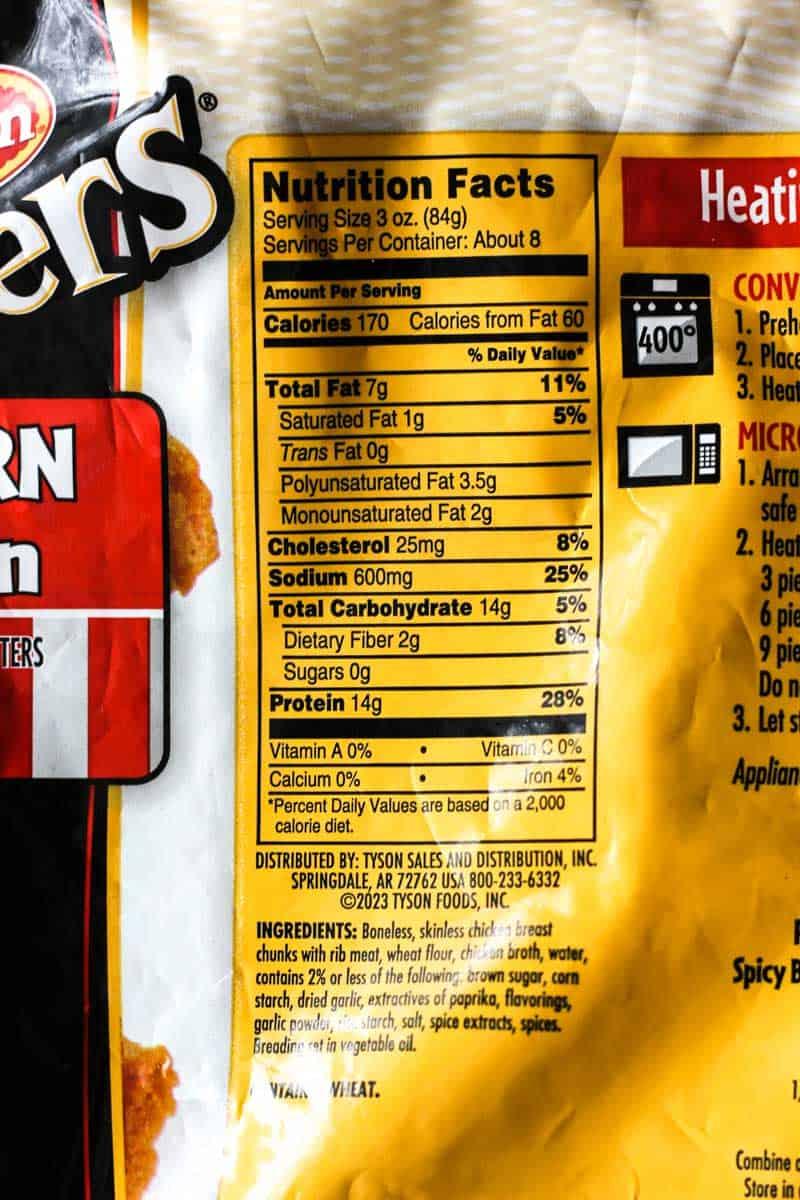 n
ers®
RN
n
TERS
Nutrition Facts
Serving Size 3 oz. (84g)
Servings Per Container: About 8
Amount Per Serving
Calories 170 Calories from Fat 60
% Daily Value*
Total Fat 7g 11%
Saturated Fat 1g 5%
Trans Fat 0g
Polyunsaturated Fat 3.5g
Monounsaturated Fat 2g
Cholesterol 25mg 8%
Sodium 600mg 25%
Total Carbohydrate 14g 5%
Dietary Fiber 2g 8%
Sugars 0g
Protein 14g 28%
Vitamin A 0% • Vitamin C 0%
Calcium 0% • Iron 4%
*Percent Daily Values are based on a 2,000
calorie diet.
DISTRIBUTED BY: TYSON SALES AND DISTRIBUTION, INC.
SPRINGDALE, AR 72762 USA 800-233-6332
©2023 TYSON FOODS, INC.
INGREDIENTS: Boneless, skinless chicken breast
chunks with rib meat, wheat flour, chicken broth, water,
contains 2% or less of the following: brown sugar, corn
starch, dried garlic, extractives of paprika, flavorings,
garlic powder, rice starch, salt, spice extracts, spices.
Breading set in vegetable oil.
WHEAT.
Heati
400°
CONV
1. Preh
2. Place
3. Heat
MICR
1. Arra
safe
2. Heat
3 pie
6 pie
9 pie
Do n
3. Let s
Applian
Spicy B
1,
Combine
Store in